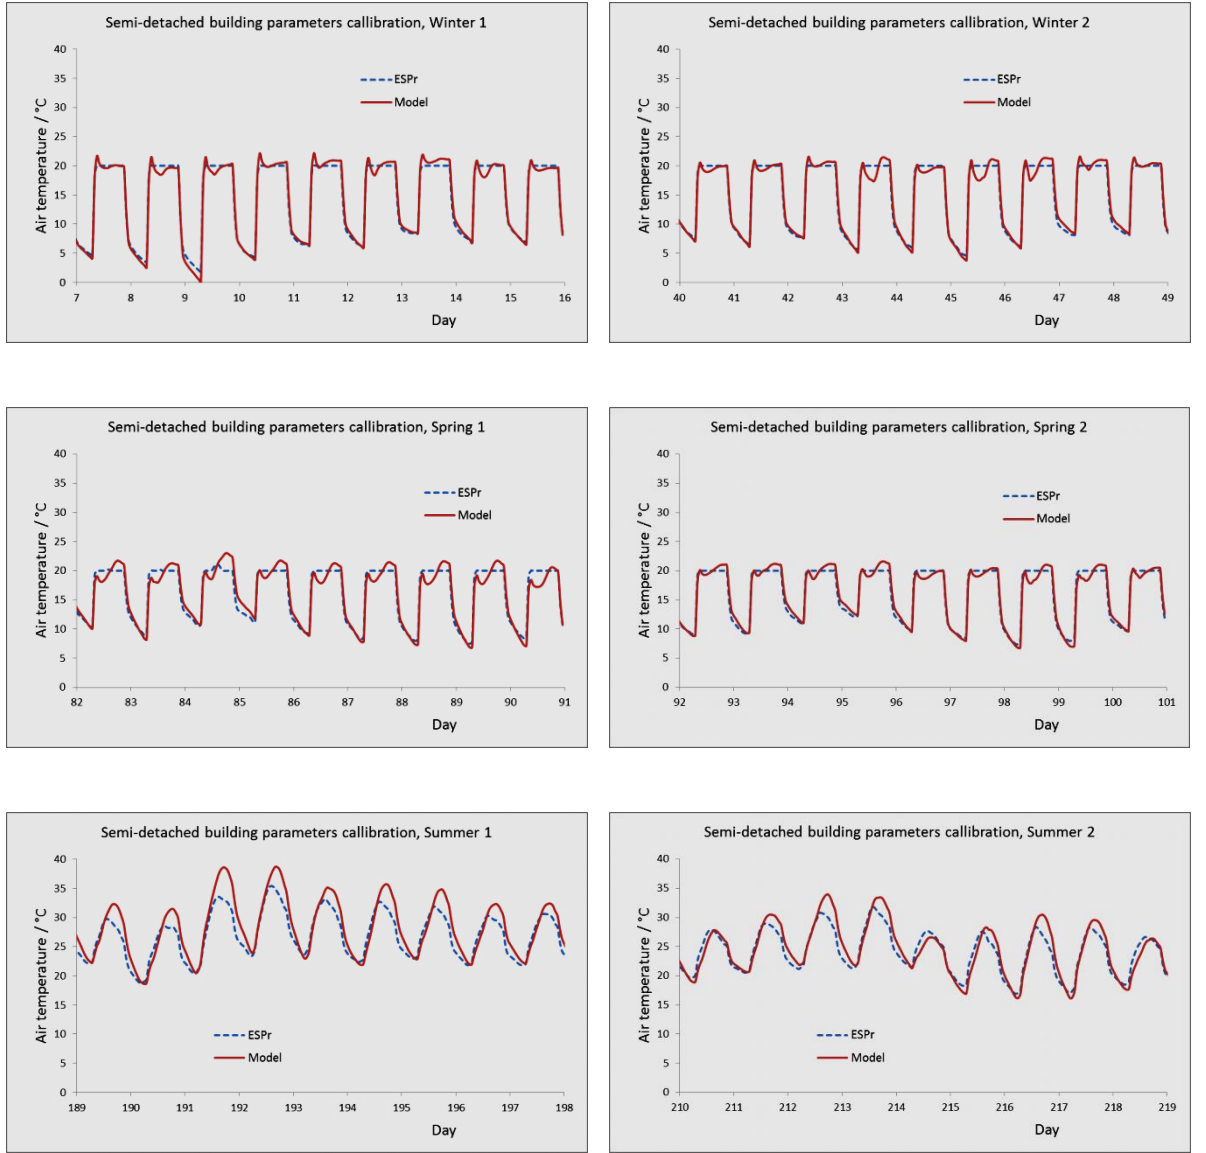 Semi-detached building parameters callibration, Winter 1
40
35
30
25
20
15
10
5
0
Air temperature / °C
ESPr
Model
7 8 9 10 11 12 13 14 15 16
Day
Semi-detached building parameters callibration, Winter 2
40
35
30
25
20
15
10
5
0
Air temperature / °C
ESPr
Model
40 41 42 43 44 45 46 47 48 49
Day
Semi-detached building parameters callibration, Spring 1
40
35
30
25
20
15
10
5
0
Air temperature / °C
ESPr
Model
82 83 84 85 86 87 88 89 90 91
Day
Semi-detached building parameters callibration, Spring 2
40
35
30
25
20
15
10
5
0
Air temperature / °C
ESPr
Model
92 93 94 95 96 97 98 99 100 101
Day
Semi-detached building parameters callibration, Summer 1
40
35
30
25
20
15
10
5
0
Air temperature / °C
ESPr
Model
189 190 191 192 193 194 195 196 197 198
Day
Semi-detached building parameters callibration, Summer 2
40
35
30
25
20
15
10
5
0
Air temperature / °C
ESPr
Model
210 211 212 213 214 215 216 217 218 219
Day